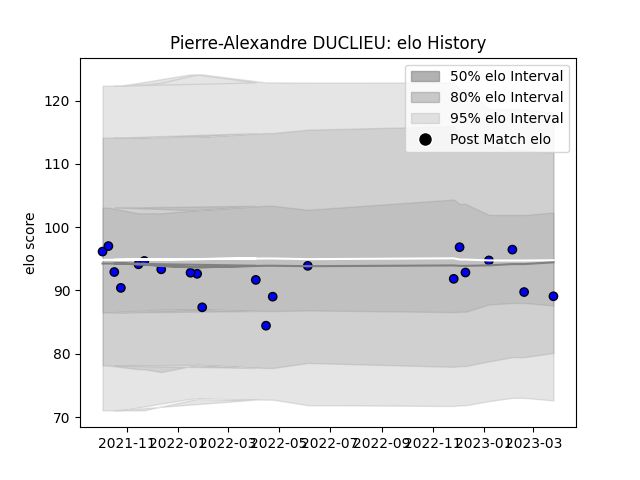 Pierre-Alexandre DUCLIEU: elo History
50% elo Interval
80% elo Interval
95% elo Interval
Post Match elo
elo score
120
110
100
90
80
70
2021-11 2022-01 2022-03 2022-05 2022-07 2022-09 2022-11 2023-01 2023-03